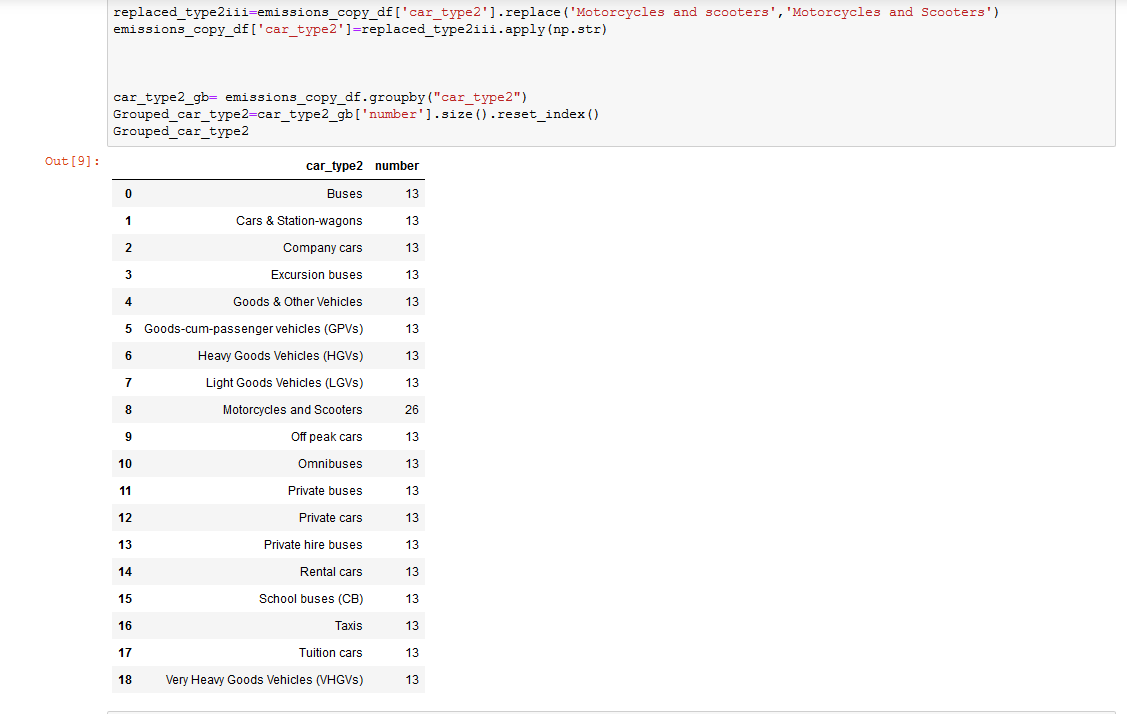 replaced_type2iii=emissions_copy_df['car_type2'].replace('Motorcycles and scooters','Motorcycles and Scooters')
emissions_copy_df['car_type2']=replaced_type2iii.apply(np.str)
car_type2_gb= emissions_copy_df.groupby("car_type2")
Grouped_car_type2=car_type2_gb['number'].size().reset_index()
Grouped_car_type2
Out[9]:
car_type2 number
0 Buses 13
1 Cars & Station-wagons 13
2 Company cars 13
3 Excursion buses 13
4 Goods & Other Vehicles 13
5 Goods-cum-passenger vehicles (GPVs) 13
6 Heavy Goods Vehicles (HGVs) 13
7 Light Goods Vehicles (LGVs) 13
8 Motorcycles and Scooters 26
9 Off peak cars 13
10 Omnibuses 13
11 Private buses 13
12 Private cars 13
13 Private hire buses 13
14 Rental cars 13
15 School buses (CB) 13
16 Taxis 13
17 Tuition cars 13
18 Very Heavy Goods Vehicles (VHGVs) 13